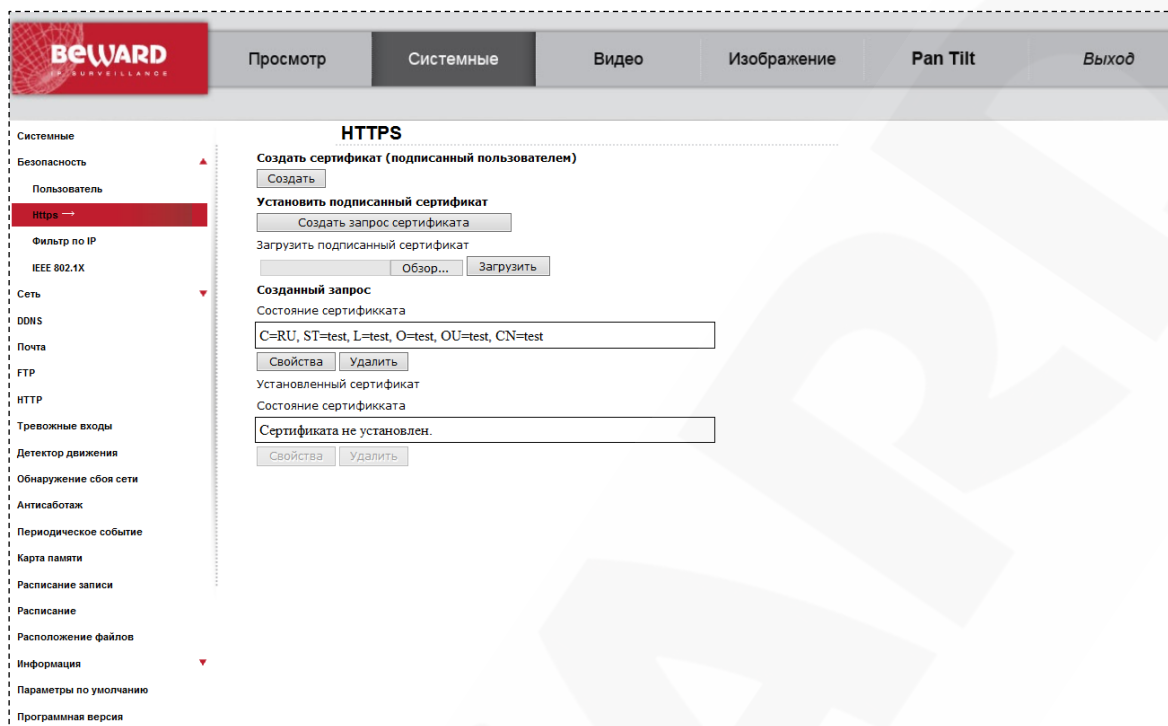 BEWARD
IP SURVEILLANCE
Просмотр Системные Видео Изображение Pan Tilt Выход
Системные
Безопасность
Пользователь
Https →
Фильтр по IP
IEEE 802.1X
Сеть
DDNS
Почта
FTP
HTTP
Тревожные входы
Детектор движения
Обнаружение сбоя сети
Антисаботаж
Периодическое событие
Карта памяти
Расписание записи
Расписание
Расположение файлов
Информация
Параметры по умолчанию
Программная версия
HTTPS
Создать сертификат (подписанный пользователем)
Создать
Установить подписанный сертификат
Создать запрос сертификата
Загрузить подписанный сертификат
Обзор... Загрузить
Созданный запрос
Состояние сертификката
C=RU, ST=test, L=test, O=test, OU=test, CN=test
Свойства Удалить
Установленный сертификат
Состояние сертификката
Сертификата не установлен.
Свойства Удалить